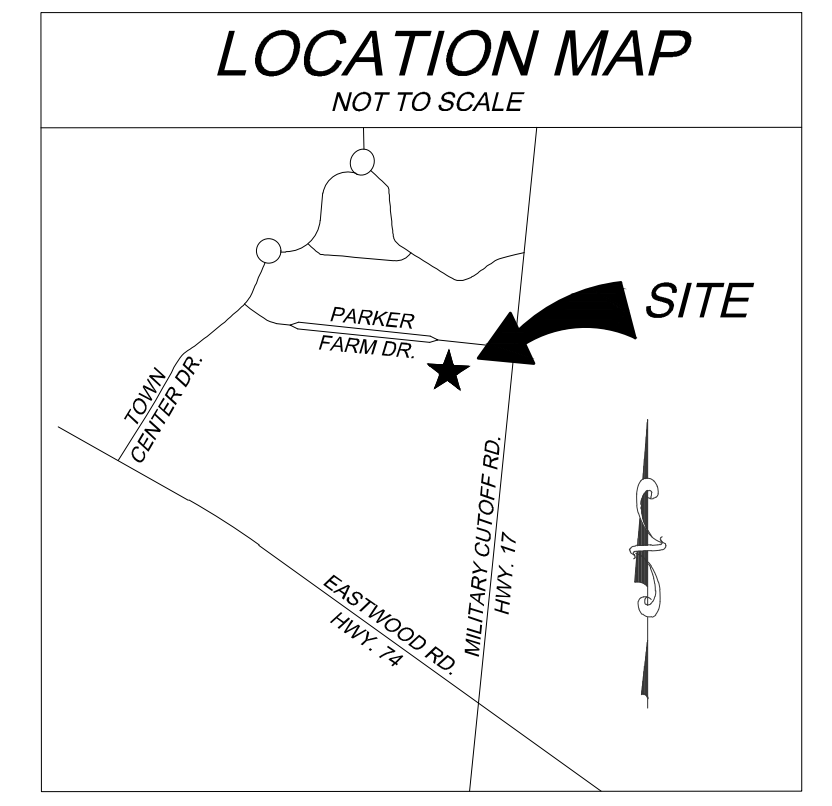 LOCATION MAP
NOT TO SCALE
SITE
PARKER
FARM DR.
TOWN
CENTER DR.
MILITARY CUTOFF RD.
HWY. 17
EASTWOOD RD.
HWY. 74